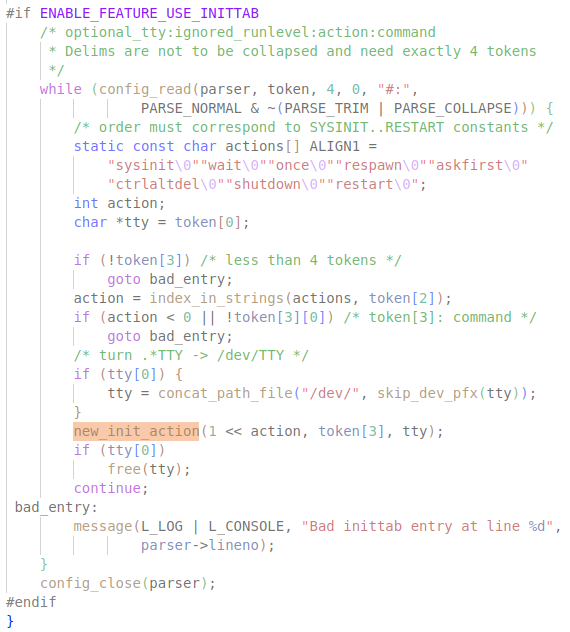 #if ENABLE_FEATURE_USE_INITTAB
/* optional_tty:ignored_runlevel:action:command
* Delims are not to be collapsed and need exactly 4 tokens
*/
while (config_read(parser, token, 4, 0, "#:",
PARSE_NORMAL & ~(PARSE_TRIM | PARSE_COLLAPSE))) {
/* order must correspond to SYSINIT..RESTART constants */
static const char actions[] ALIGN1 =
"sysinit\0""wait\0""once\0""respawn\0""askfirst\0"
"ctrlaltdel\0""shutdown\0""restart\0";
int action;
char *tty = token[0];
if (!token[3]) /* less than 4 tokens */
goto bad_entry;
action = index_in_strings(actions, token[2]);
if (action < 0 || !token[3][0]) /* token[3]: command */
goto bad_entry;
/* turn .*TTY -> /dev/TTY */
if (tty[0]) {
tty = concat_path_file("/dev/", skip_dev_pfx(tty));
}
new_init_action(1 << action, token[3], tty);
if (tty[0])
free(tty);
continue;
bad_entry:
message(L_LOG | L_CONSOLE, "Bad inittab entry at line %d",
parser->lineno);
}
config_close(parser);
#endif
}